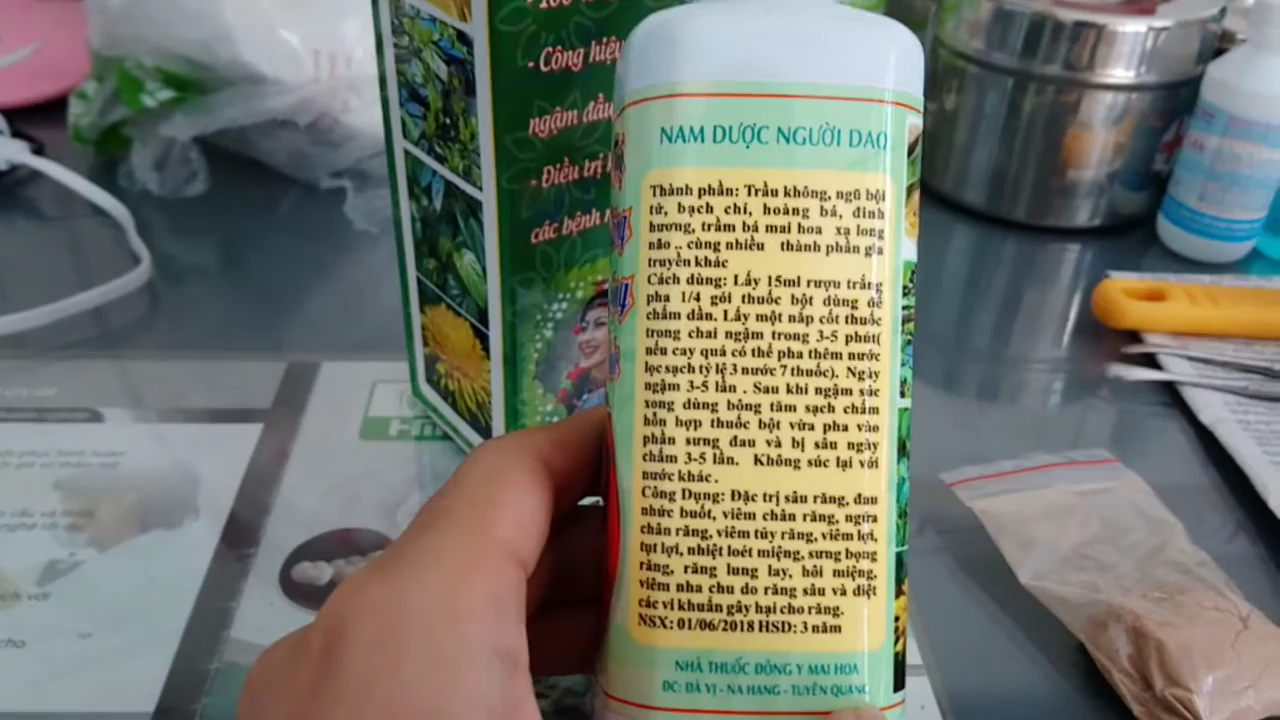 - Công hiệu
ngậm đầu
- Điều trị
các bệnh
NAM DƯỢC NGƯỜI DAO
Thành phần: Trầu không, ngũ bội
tử, bạch chỉ, hoàng bá, đinh
hương, trầm bá mai hoa xạ long
não .. cùng nhiều thành phần gia
truyền khác
Cách dùng: Lấy 15ml rượu trắng
pha 1/4 gói thuốc bột dùng để
chấm dần. Lấy một nắp cốt thuốc
trong chai ngậm trong 3-5 phút(
nếu cay quá có thể pha thêm nước
lọc sạch tỷ lệ 3 nước 7 thuốc). Ngày
ngậm 3-5 lần . Sau khi ngậm súc
xong dùng bông tăm sạch chấm
hỗn hợp thuốc bột vừa pha vào
phần sưng đau và bị sâu ngày
chấm 3-5 lần. Không súc lại với
nước khác .
Công Dụng: Đặc trị sâu răng, đau
nhức buốt, viêm chân răng, ngứa
chân răng, viêm tủy răng, viêm lợi,
tụt lợi, nhiệt loét miệng, sưng bọng
răng, răng lung lay, hôi miệng,
viêm nha chu do răng sâu và diệt
các vi khuẩn gây hại cho răng.
NSX: 01/06/2018 HSD: 3 năm
NHÀ THUỐC ĐÔNG Y MAI HOA
ĐC: ĐÀ VỊ - NA HANG - TUYÊN QUANG